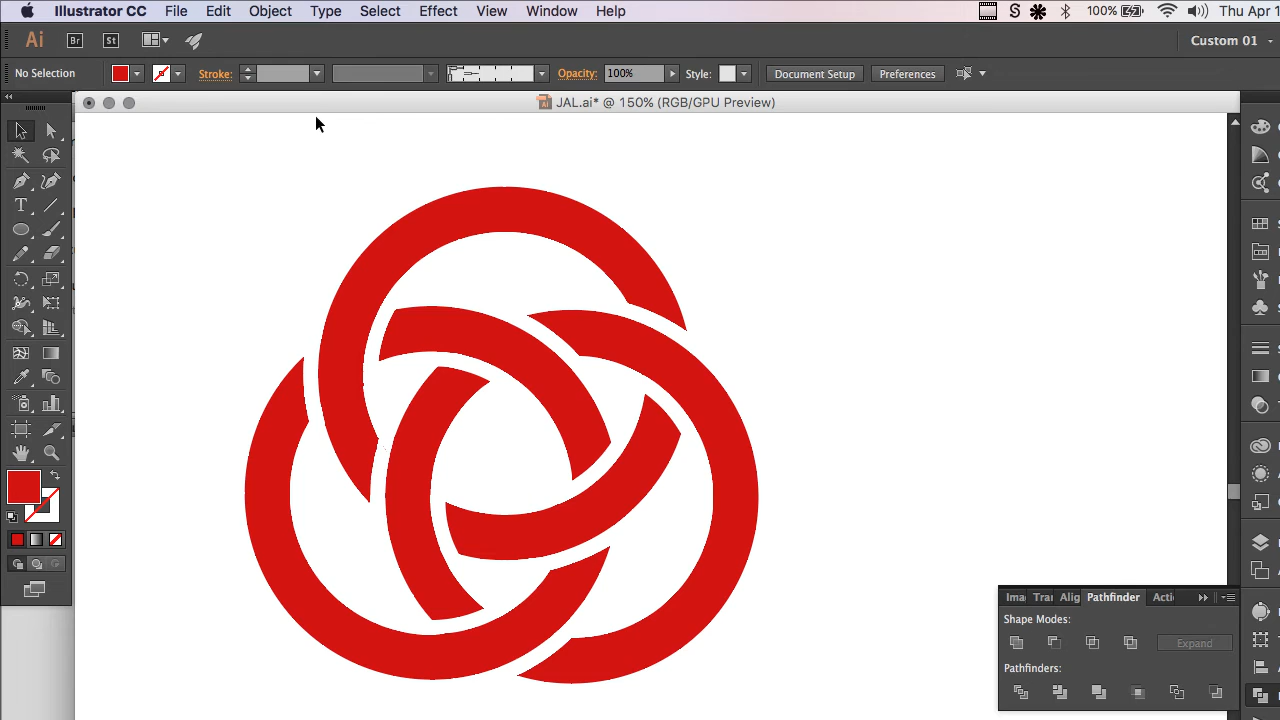 Illustrator CC File Edit Object Type Select Effect View Window Help 100% Thu Apr 1
Ai Br St Custom 01
No Selection Stroke: Opacity: 100% Style: Document Setup Preferences
JAL.ai* @ 150% (RGB/GPU Preview)
Ima Tra Alig Pathfinder Acti
Shape Modes:
Expand
Pathfinders: